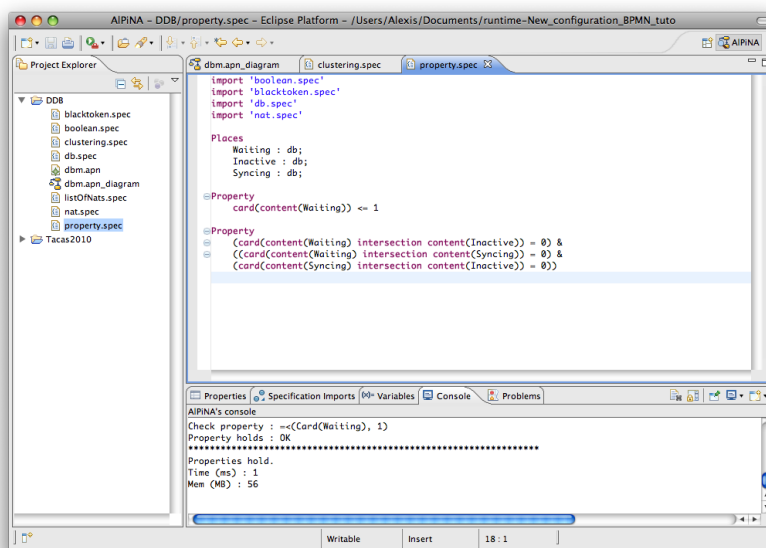 AlPiNA - DDB/property.spec - Eclipse Platform - /Users/Alexis/Documents/runtime-New_configuration_BPMN_tuto
AlPiNA
Project Explorer
DDB
blacktoken.spec
boolean.spec
clustering.spec
db.spec
dbm.apn
dbm.apn_diagram
listOfNats.spec
nat.spec
property.spec
Tacas2010
dbm.apn_diagram clustering.spec property.spec
import 'boolean.spec'
import 'blacktoken.spec'
import 'db.spec'
import 'nat.spec'
Places
Waiting : db;
Inactive : db;
Syncing : db;
Property
card(content(Waiting)) <= 1
Property
(card(content(Waiting) intersection content(Inactive)) = 0) &
((card(content(Waiting) intersection content(Syncing)) = 0) &
(card(content(Syncing) intersection content(Inactive)) = 0))
Properties Specification Imports (x)= Variables Console Problems
AlPiNA's console
Check property : =<(Card(Waiting), 1)
Property holds : OK
*****************************************************************
Properties hold.
Time (ms) : 1
Mem (MB) : 56
Writable Insert 18 : 1